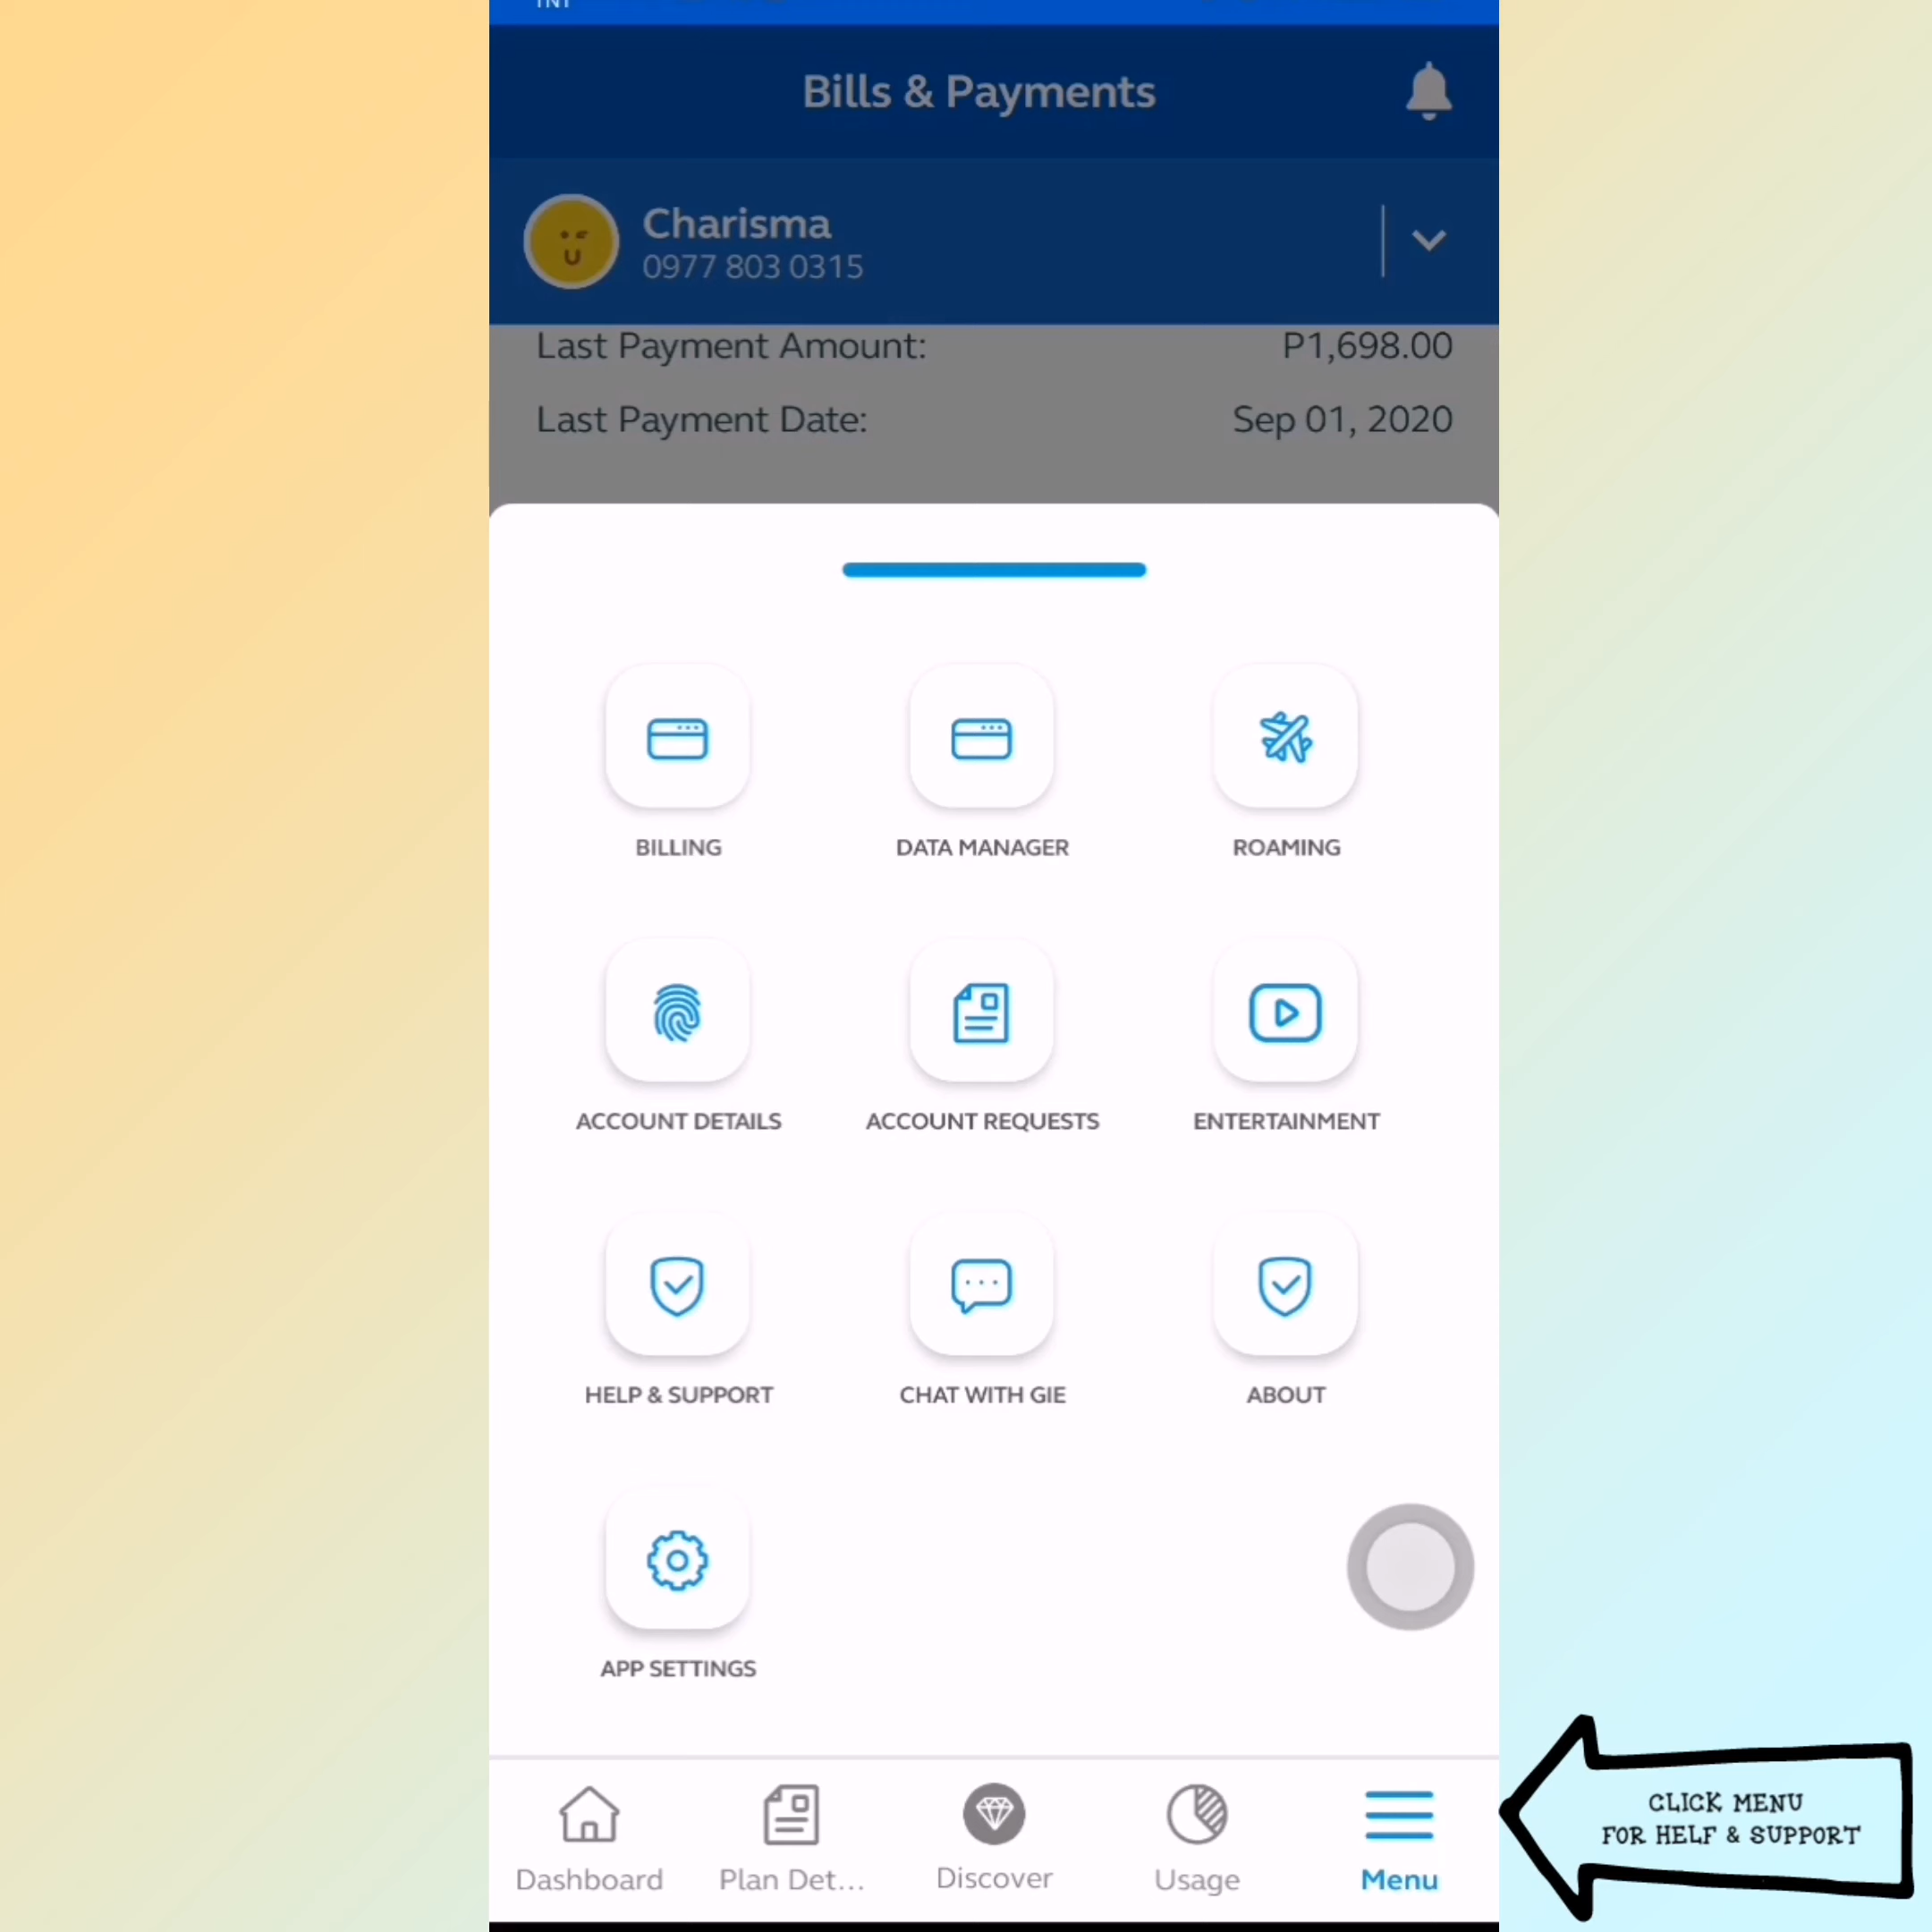 TNT
Bills & Payments
Charisma
0977 803 0315
Last Payment Amount: P1,698.00
Last Payment Date: Sep 01, 2020
BILLING DATA MANAGER ROAMING
ACCOUNT DETAILS ACCOUNT REQUESTS ENTERTAINMENT
HELP & SUPPORT CHAT WITH GIE ABOUT
APP SETTINGS
CLICK MENU
FOR HELF & SUPPORT
Dashboard Plan Det... Discover Usage Menu